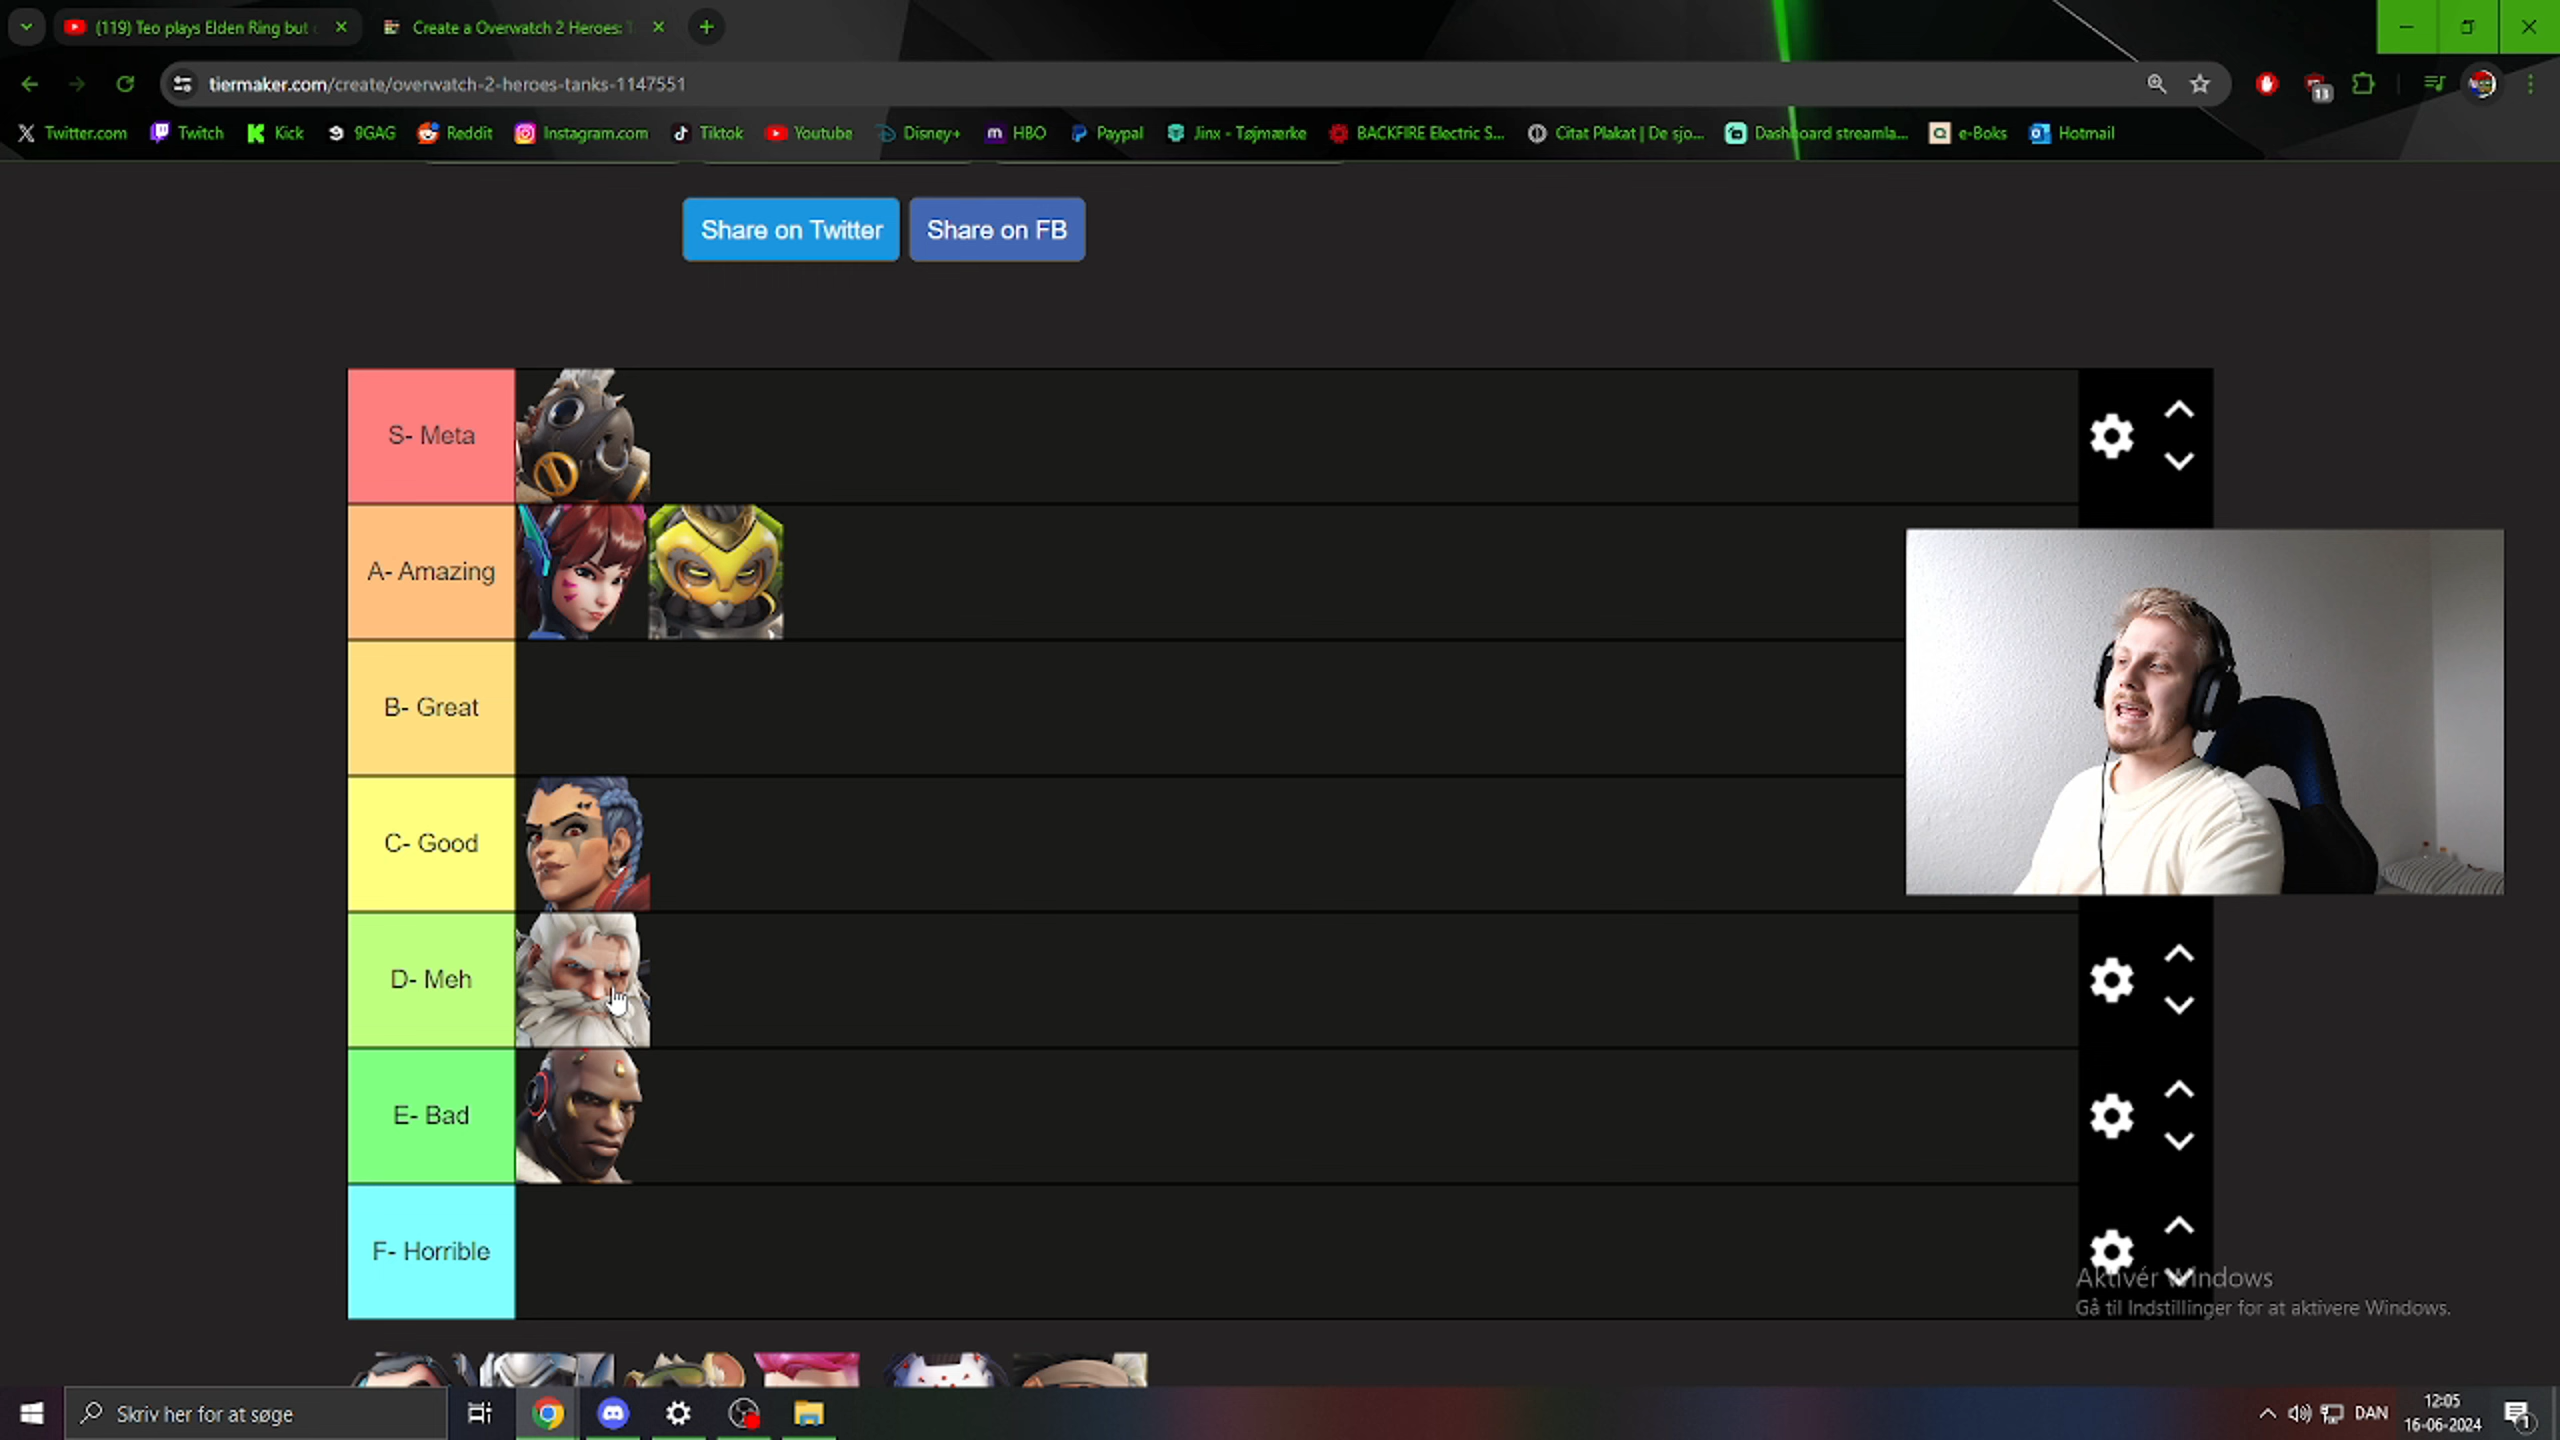 (119) Teo plays Elden Ring but
Create a Overwatch 2 Heroes:
tiermaker.com/create/overwatch-2-heroes-tanks-1147551
13
Twitter.com Twitch Kick 9GAG Reddit Instagram.com Tiktok Youtube Disney+ HBO Paypal Jinx - Tøjmærke BACKFIRE Electric S... Citat Plakat | De sjo... Dashboard streamla... e-Boks Hotmail
Share on Twitter Share on FB
S- Meta
A- Amazing
B- Great
C- Good
D- Meh
E- Bad
F- Horrible
Aktivér Windows
Gå til Indstillinger for at aktivere Windows.
Skriv her for at søge
DAN
12:05
16-06-2024
1